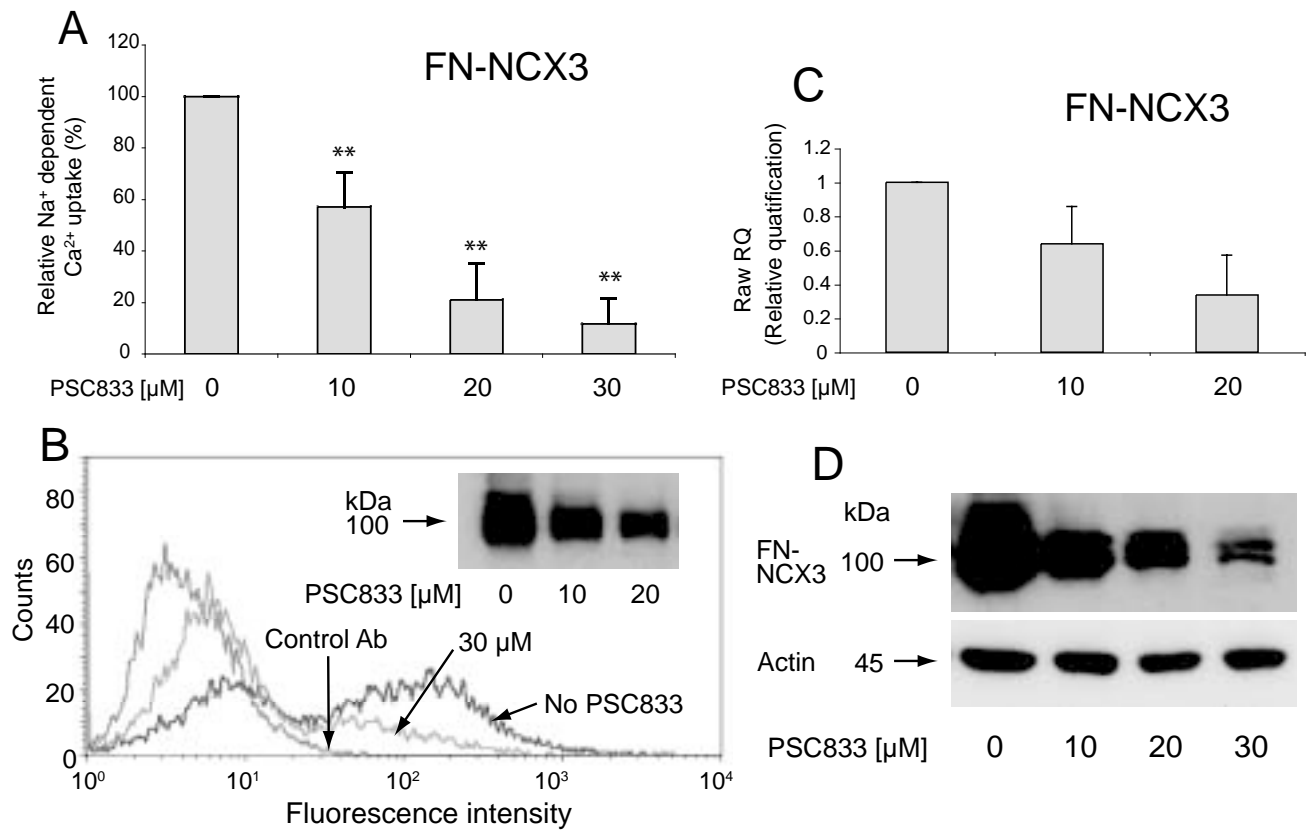 A
FN-NCX3
120
100
80
60
40
20
0
Relative Na⁺ dependent
Ca²⁺ uptake (%)
**
**
**
PSC833 [µM] 0 10 20 30
C
FN-NCX3
1.2
1
0.8
0.6
0.4
0.2
0
Raw RQ
(Relative quatification)
PSC833 [µM] 0 10 20
B
80
60
40
20
0
Counts
kDa
100
PSC833 [µM] 0 10 20
Control Ab
30 µM
No PSC833
10⁰ 10¹ 10² 10³ 10⁴
Fluorescence intensity
D
kDa
FN-
NCX3 100
Actin 45
PSC833 [µM] 0 10 20 30